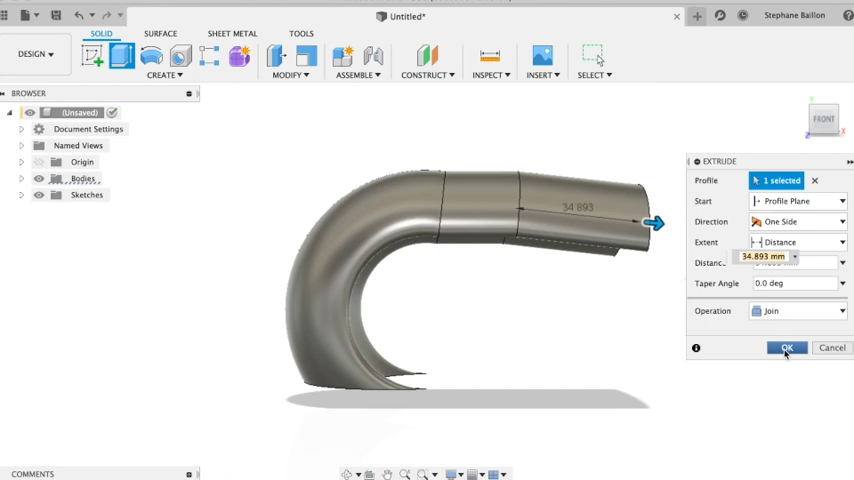 Untitled*
Stephane Baillon
SOLID SURFACE SHEET METAL TOOLS
DESIGN
CREATE MODIFY ASSEMBLE CONSTRUCT INSPECT INSERT SELECT
BROWSER
(Unsaved)
Document Settings
Named Views
Origin
Bodies
Sketches
FRONT
Y
X
Z
34.893
EXTRUDE
Profile 1 selected
Start Profile Plane
Direction One Side
Extent Distance
34.893 mm
Distance
Taper Angle 0.0 deg
Operation Join
OK Cancel
COMMENTS